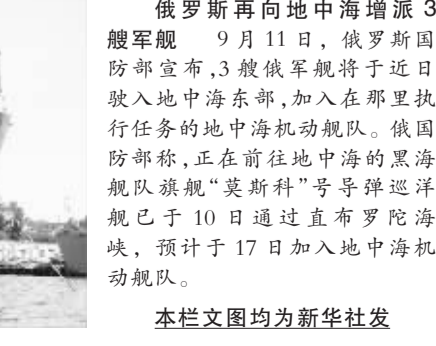 俄罗斯再向地中海增派 3
艘军舰 9 月 11 日，俄罗斯国
防部宣布,3 艘俄军舰将于近日
驶入地中海东部,加入在那里执
行任务的地中海机动舰队。俄国
防部称,正在前往地中海的黑海
舰队旗舰“莫斯科”号导弹巡洋
舰已于 10 日通过直布罗陀海
峡，预计于 17 日加入地中海机
动舰队。
本栏文图均为新华社发